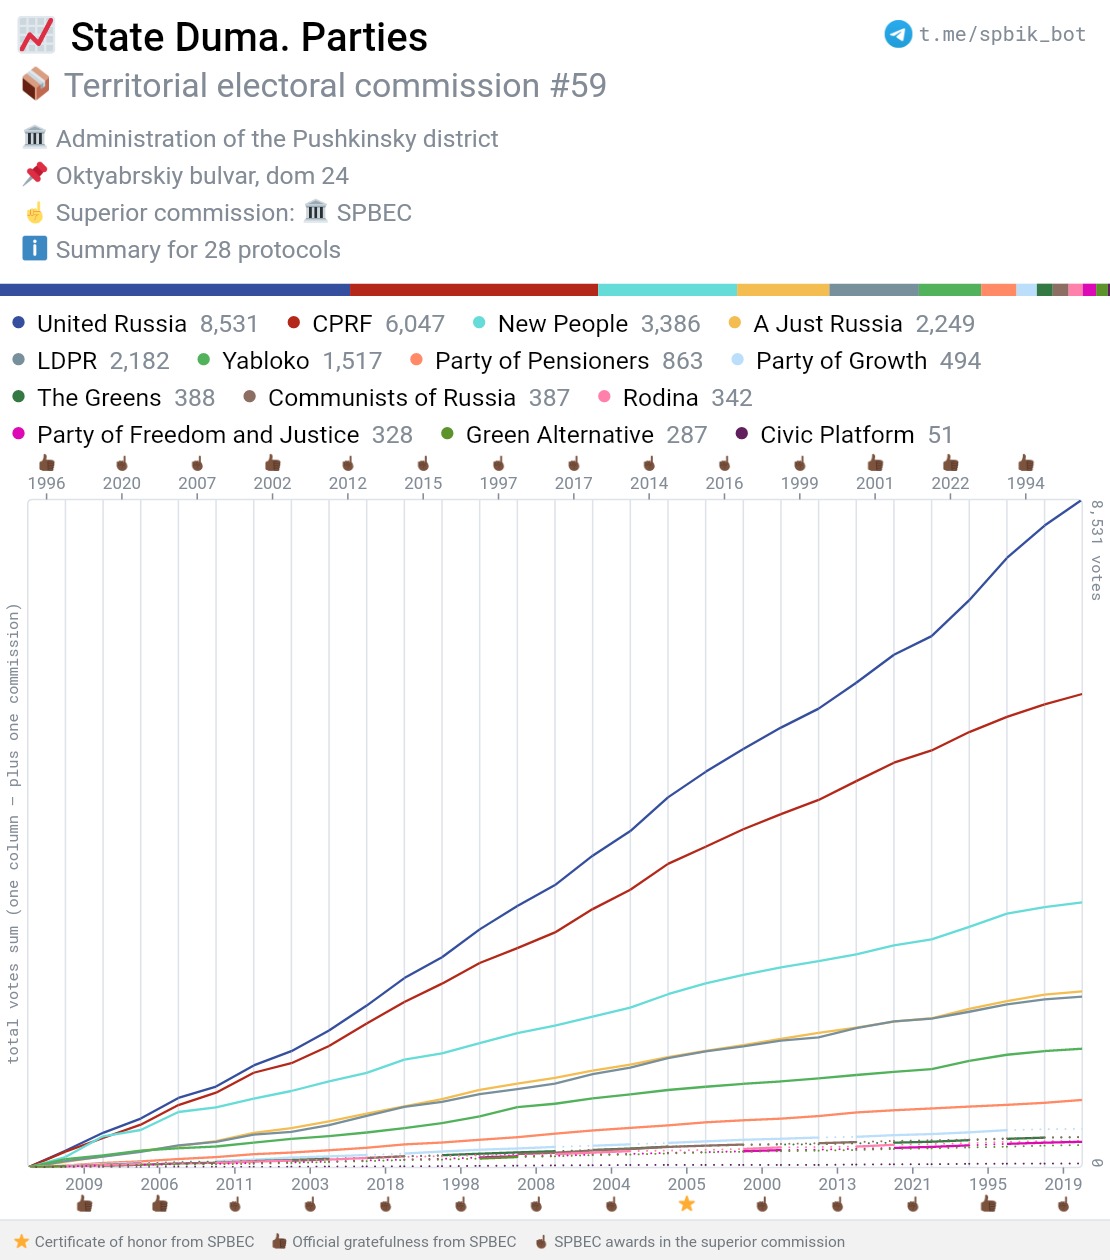 State Duma. Parties
t.me/spbik_bot
Territorial electoral commission #59
Administration of the Pushkinsky district
Oktyabrskiy bulvar, dom 24
Superior commission: SPBEC
Summary for 28 protocols
United Russia 8,531 CPRF 6,047 New People 3,386 A Just Russia 2,249
LDPR 2,182 Yabloko 1,517 Party of Pensioners 863 Party of Growth 494
The Greens 388 Communists of Russia 387 Rodina 342
Party of Freedom and Justice 328 Green Alternative 287 Civic Platform 51
1996 2020 2007 2002 2012 2015 1997 2017 2014 2016 1999 2001 2022 1994
8,531 votes
total votes sum (one column – plus one commission)
0
2009 2006 2011 2003 2018 1998 2008 2004 2005 2000 2013 2021 1995 2019
Certificate of honor from SPBEC Official gratefulness from SPBEC SPBEC awards in the superior commission